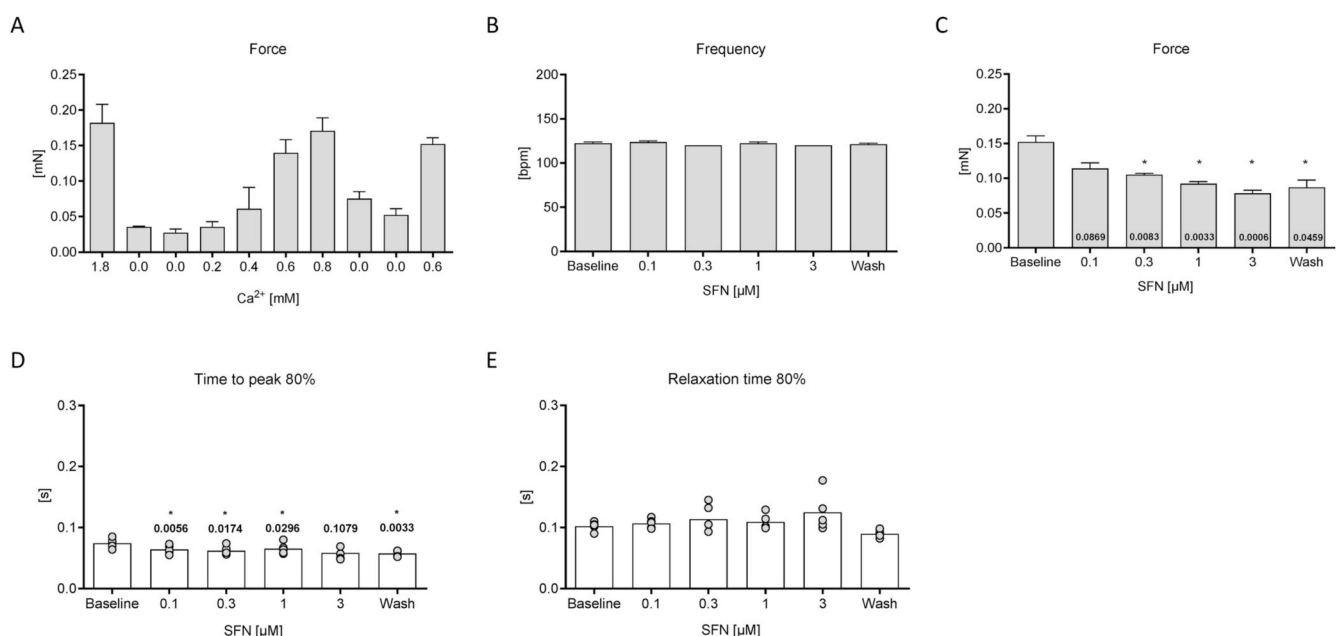 A
Force
0.25
0.20
0.15
0.10
0.05
0.00
[mN]
1.8 0.0 0.0 0.2 0.4 0.6 0.8 0.0 0.0 0.6
Ca2+ [mM]
B
Frequency
200
150
100
50
0
[bpm]
Baseline 0.1 0.3 1 3 Wash
SFN [µM]
C
Force
0.25
0.20
0.15
0.10
0.05
0.00
[mN]
* * * *
0.0869 0.0083 0.0033 0.0006 0.0459
Baseline 0.1 0.3 1 3 Wash
SFN [µM]
D
Time to peak 80%
0.3
0.2
0.1
0.0
[s]
* * * *
0.0056 0.0174 0.0296 0.1079 0.0033
Baseline 0.1 0.3 1 3 Wash
SFN [µM]
E
Relaxation time 80%
0.3
0.2
0.1
0.0
[s]
Baseline 0.1 0.3 1 3 Wash
SFN [µM]